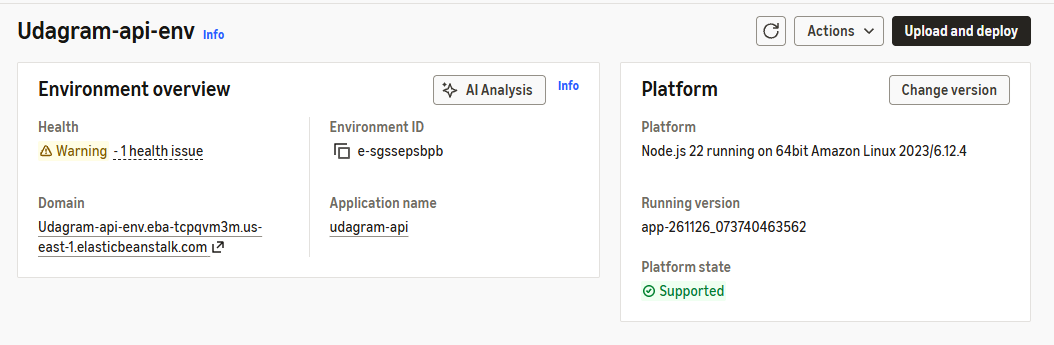 Udagram-api-env Info
Actions
Upload and deploy
Environment overview
AI Analysis
Info
Health
Warning - 1 health issue
Environment ID
e-sgssepsbpb
Domain
Udagram-api-env.eba-tcpqvm3m.us-
east-1.elasticbeanstalk.com
Application name
udagram-api
Platform
Change version
Platform
Node.js 22 running on 64bit Amazon Linux 2023/6.12.4
Running version
app-261126_073740463562
Platform state
Supported